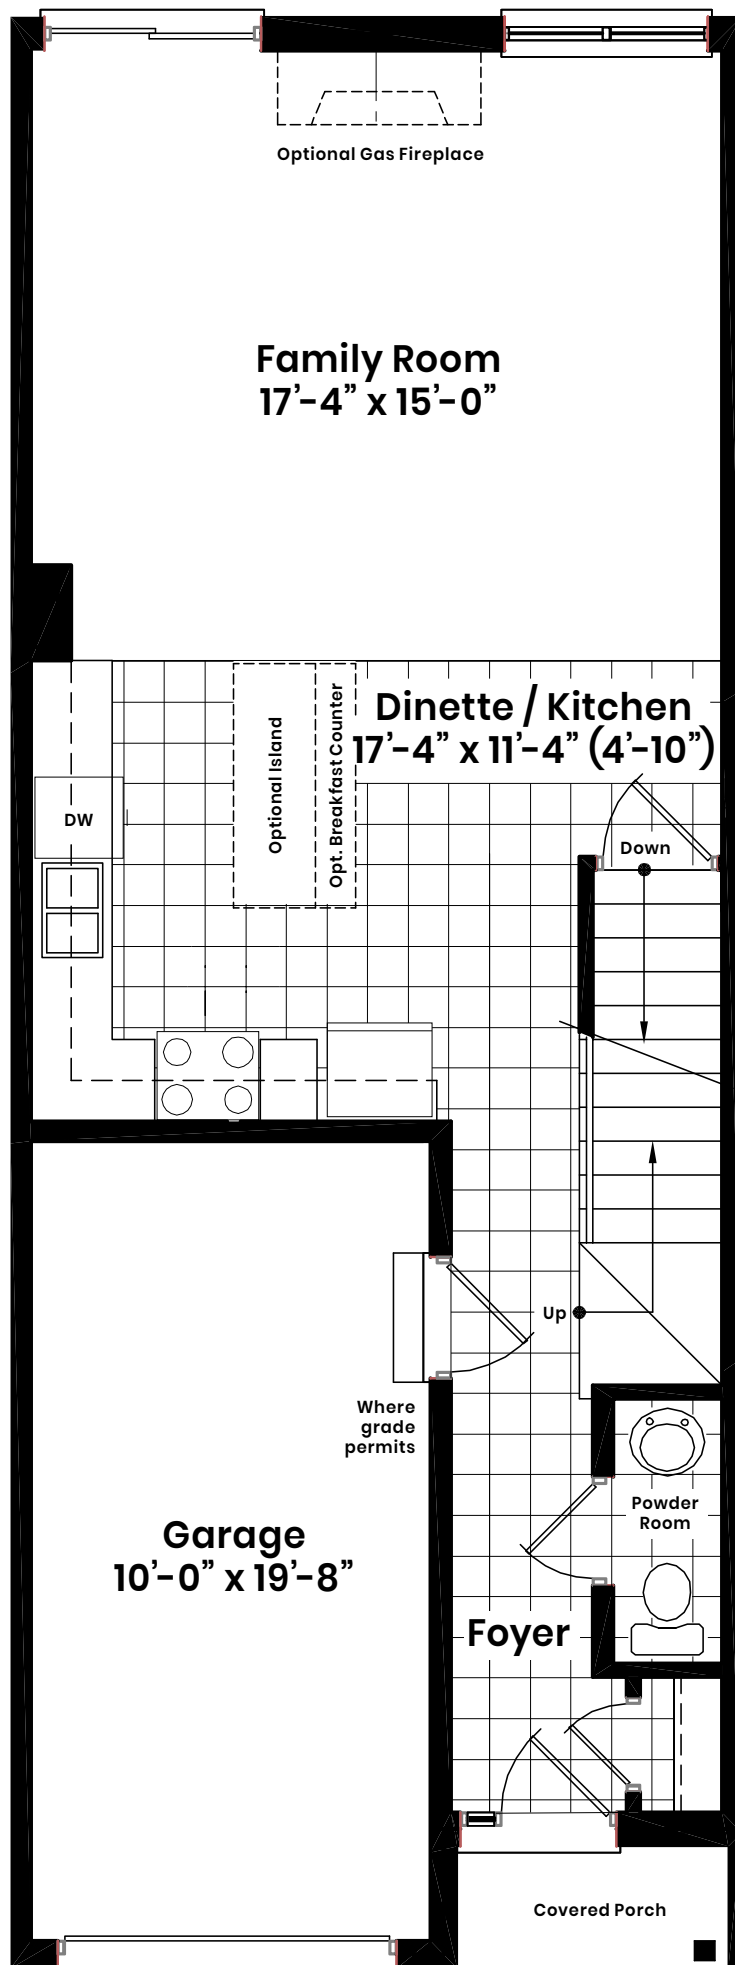 Optional Gas Fireplace
Family Room
17’-4” x 15’-0”
Dinette / Kitchen
17’-4” x 11’-4” (4’-10”)
Optional Island
Opt. Breakfast Counter
DW
Down
Up
Where
grade
permits
Powder
Room
Garage
10’-0” x 19’-8”
Foyer
Covered Porch